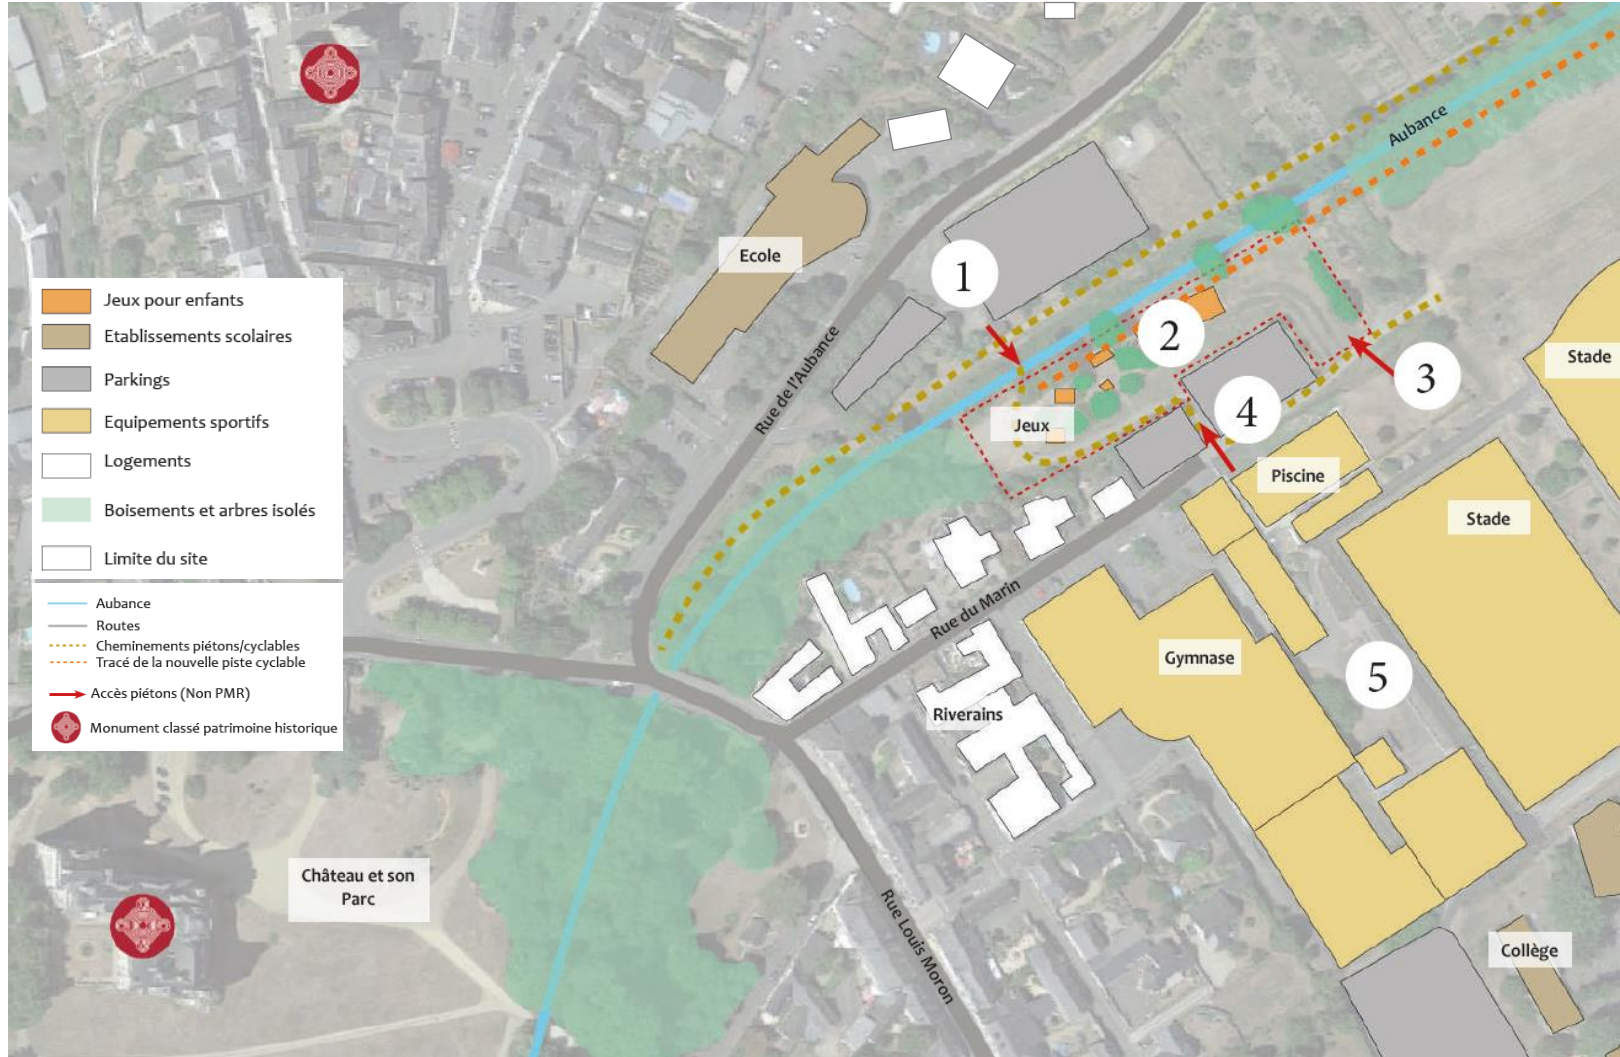 Jeux pour enfants
Etablissements scolaires
Parkings
Equipements sportifs
Logements
Boisements et arbres isolés
Limite du site
Aubance
Routes
Cheminements piétons/cyclables
Tracé de la nouvelle piste cyclable
Accès piétons (Non PMR)
Monument classé patrimoine historique
Ecole
Rue de l'Aubance
Aubance
1
2
3
4
5
Jeux
Stade
Piscine
Stade
Rue du Marin
Gymnase
Riverains
Château et son
Parc
Rue Louis Moron
Collège